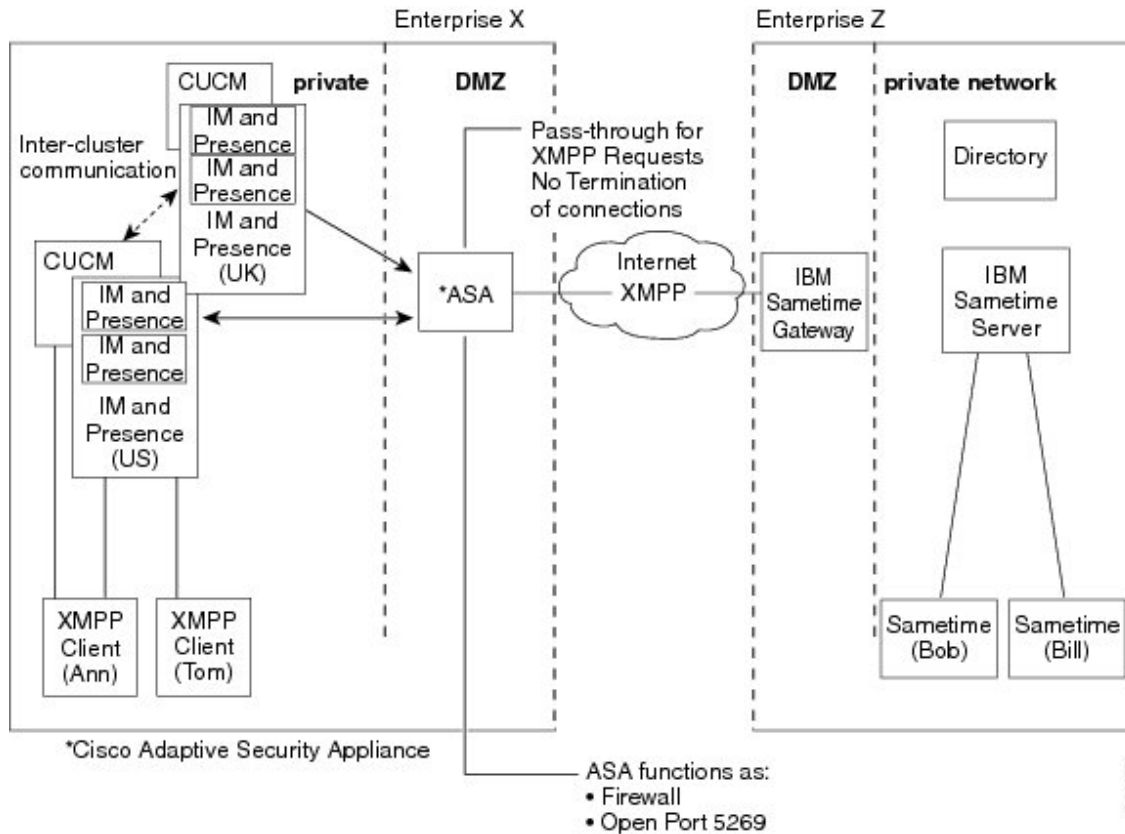 Enterprise X
Enterprise Z
CUCM
private
DMZ
DMZ
private network
IM and
Presence
IM and
Presence
IM and
Presence
(UK)
Inter-cluster
communication
Pass-through for
XMPP Requests
No Termination
of connections
Directory
CUCM
IM and
Presence
IM and
Presence
IM and
Presence
(US)
*ASA
Internet
XMPP
IBM
Sametime
Gateway
IBM
Sametime
Server
XMPP
Client
(Ann)
XMPP
Client
(Tom)
Sametime
(Bob)
Sametime
(Bill)
*Cisco Adaptive Security Appliance
ASA functions as:
• Firewall
• Open Port 5269